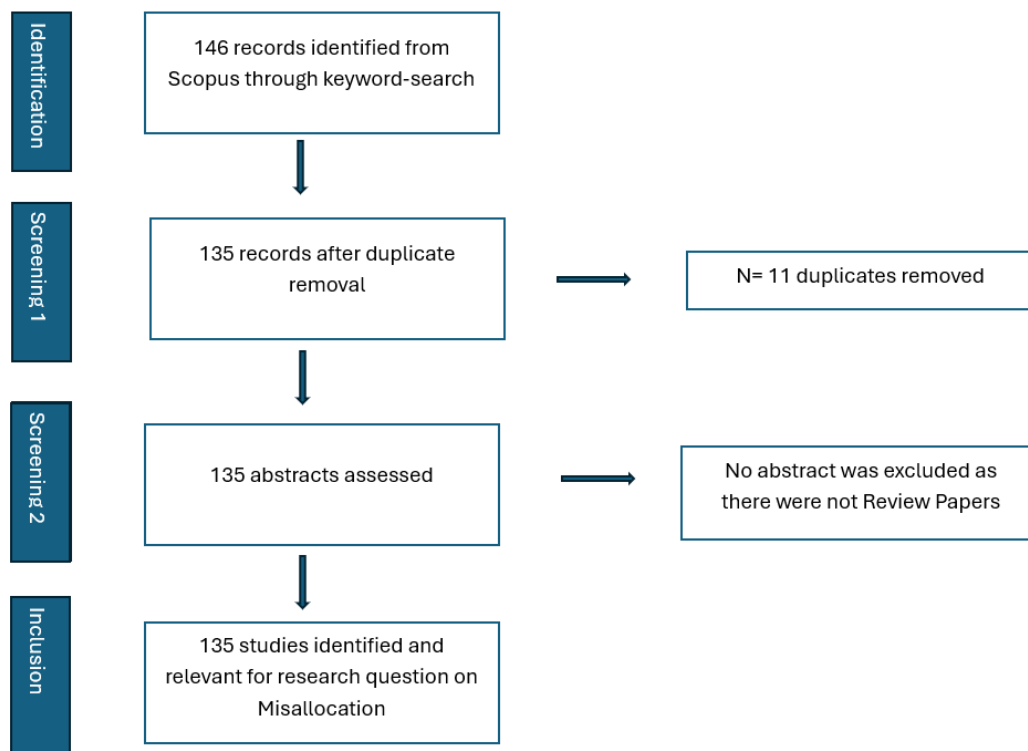 Identification
146 records identified from
Scopus through keyword-search
Screening 1
135 records after duplicate
removal
N= 11 duplicates removed
Screening 2
135 abstracts assessed
No abstract was excluded as
there were not Review Papers
Inclusion
135 studies identified and
relevant for research question on
Misallocation